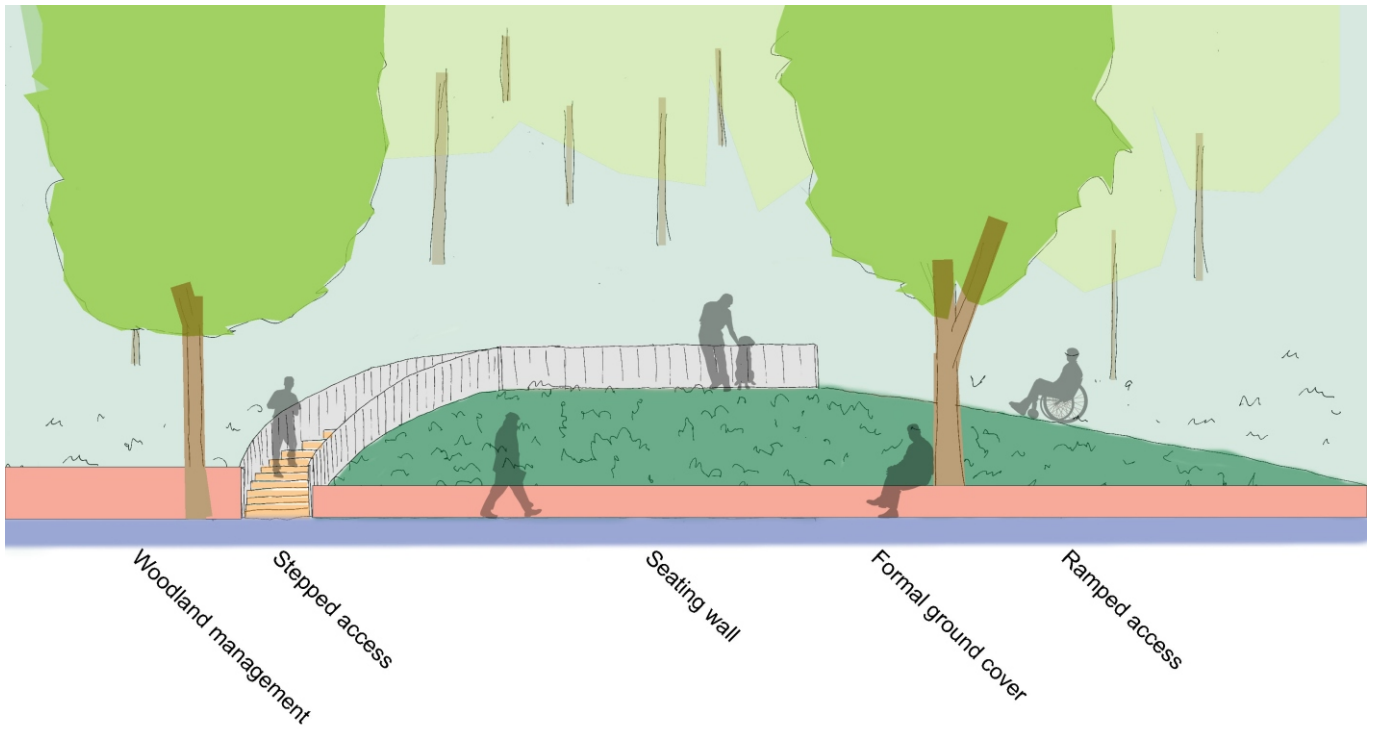 Woodland management
Stepped access
Seating wall
Formal ground cover
Ramped access